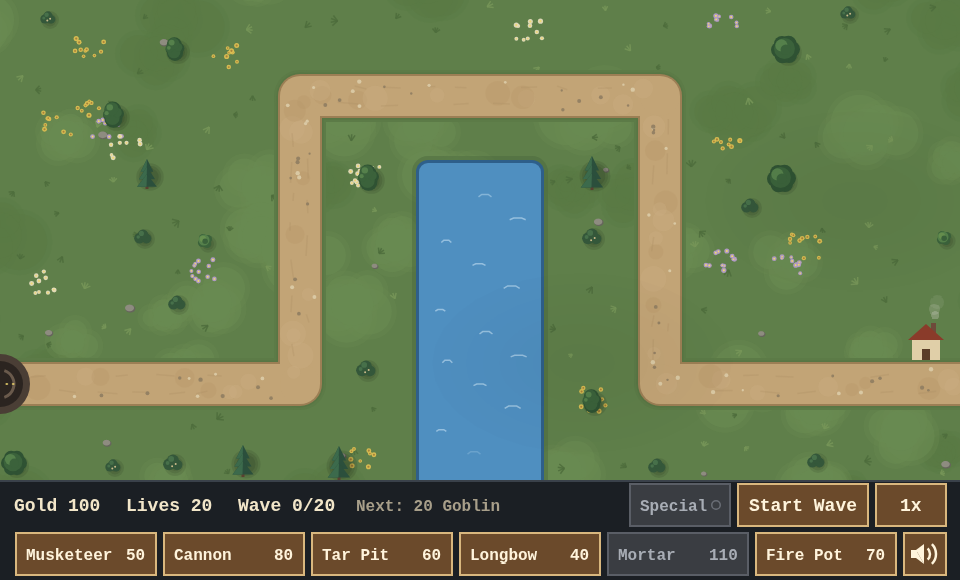 Gold 100 Lives 20 Wave 0/20 Next: 20 Goblin Special Start Wave 1x
Musketeer 50 Cannon 80 Tar Pit 60 Longbow 40 Mortar 110 Fire Pot 70